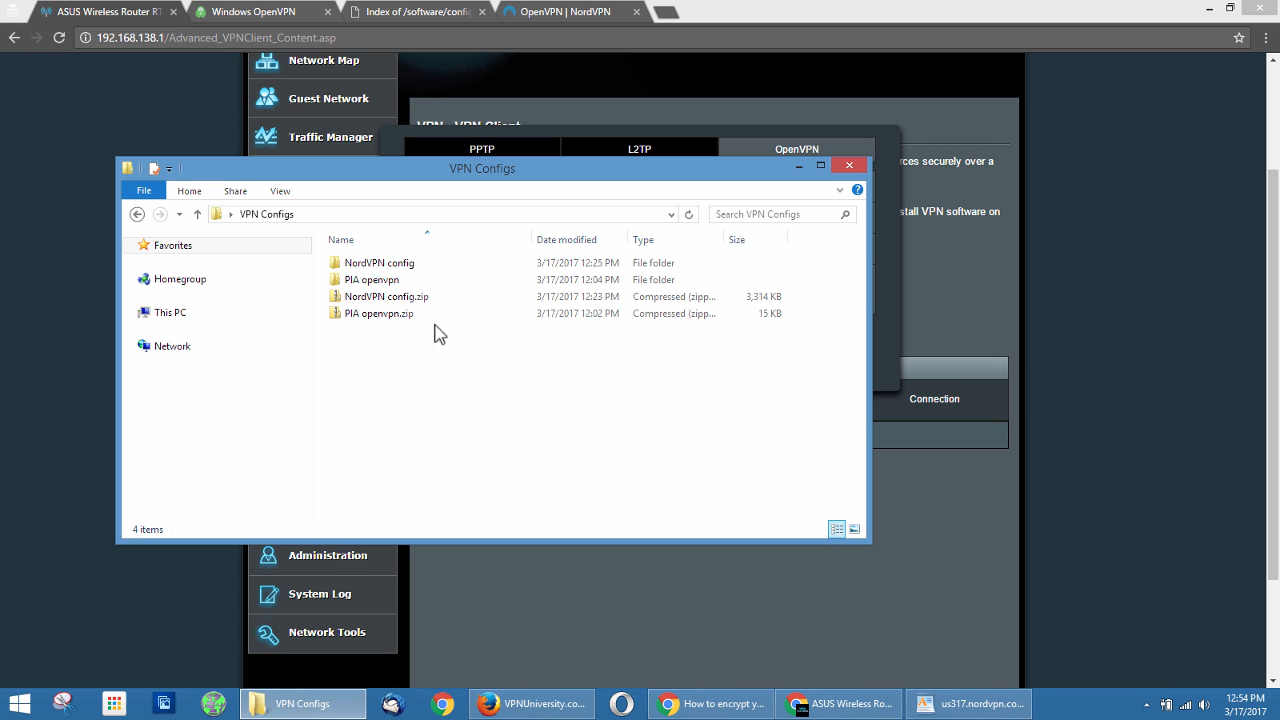 ASUS Wireless Router RT
Windows OpenVPN
Index of /software/config
OpenVPN | NordVPN
192.168.138.1/Advanced_VPNClient_Content.asp
Network Map
Guest Network
Traffic Manager
VPN - VPN Client
PPTP L2TP OpenVPN
rces securely over a
stall VPN software on
VPN Configs
File Home Share View
VPN Configs
Search VPN Configs
Name Date modified Type Size
Favorites
Homegroup
This PC
Network
NordVPN config 3/17/2017 12:25 PM File folder
PIA openvpn 3/17/2017 12:04 PM File folder
NordVPN config.zip 3/17/2017 12:23 PM Compressed (zipp... 3,314 KB
PIA openvpn.zip 3/17/2017 12:02 PM Compressed (zipp... 15 KB
Connection
4 items
Administration
System Log
Network Tools
VPN Configs
VPNUniversity.co...
How to encrypt y...
ASUS Wireless Ro...
us317.nordvpn.co...
12:54 PM
3/17/2017